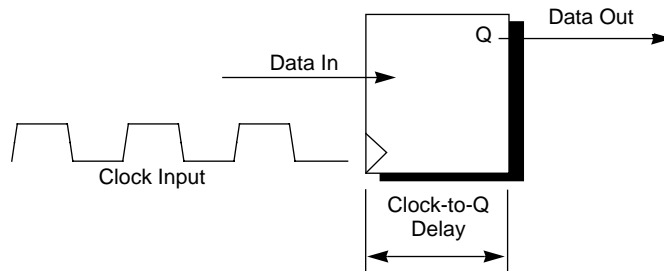 Data Out
Q
Data In
Clock Input
Clock-to-Q
Delay